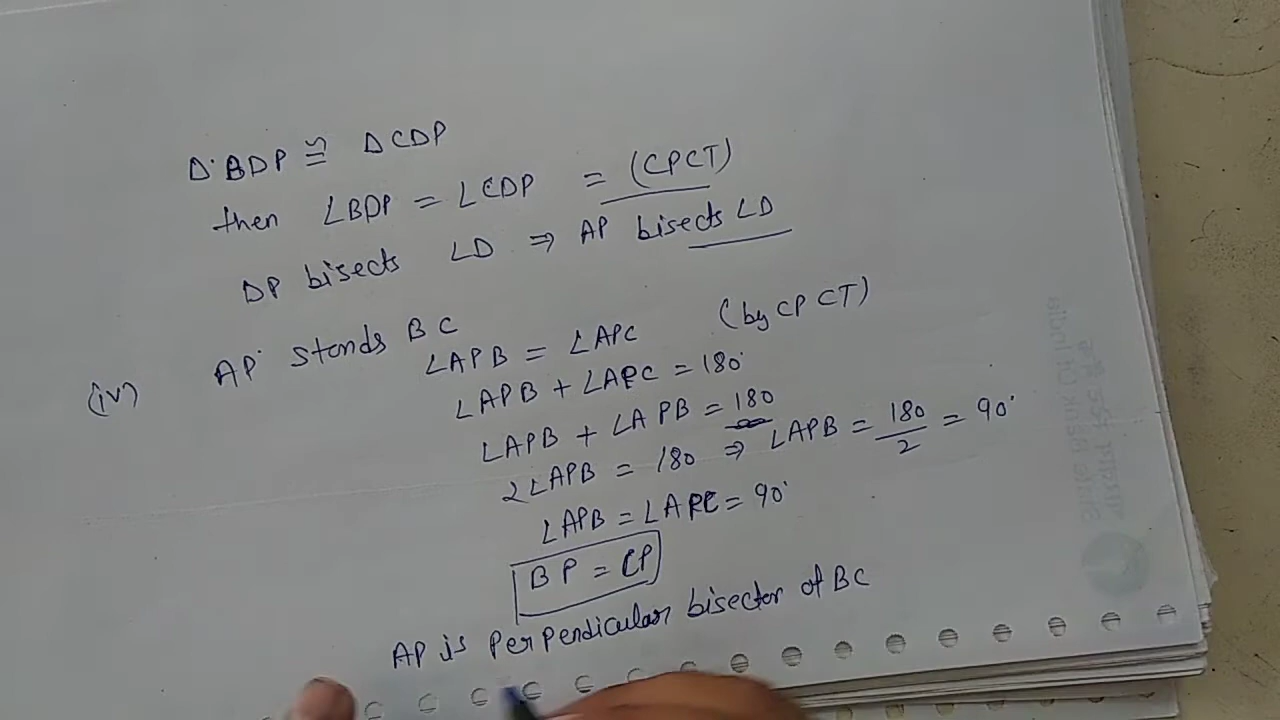 Δ BDP ≅ Δ CDP
then ∠BDP = ∠CDP = (CPCT)
DP bisects ∠D ⇒ AP bisects ∠D
(iv) AP stands BC
∠APB = ∠APC (by CPCT)
∠APB + ∠APC = 180°
∠APB + ∠APB = 180
2∠APB = 180 ⇒ ∠APB = 180/2 = 90°
∠APB = ∠APC = 90°
BP = CP
AP is perpendicular bisector of BC